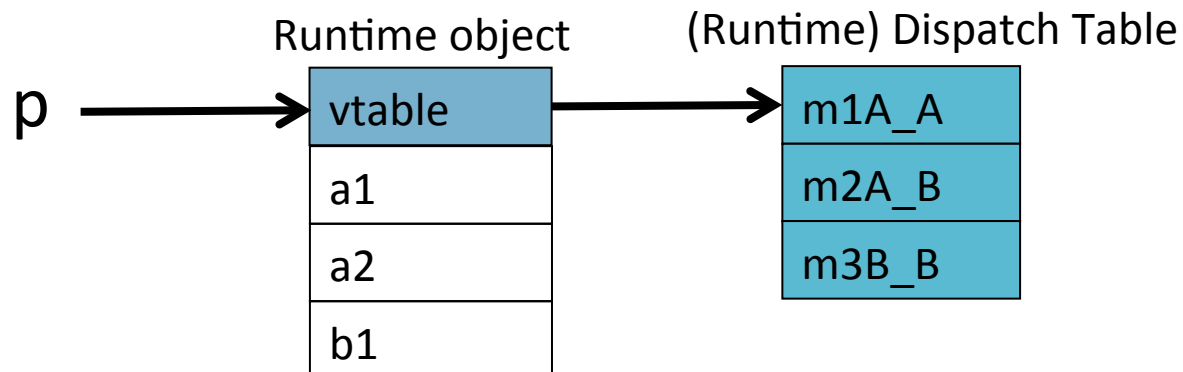 Runtime object
(Runtime) Dispatch Table
p
vtable
m1A_A
a1
m2A_B
a2
m3B_B
b1